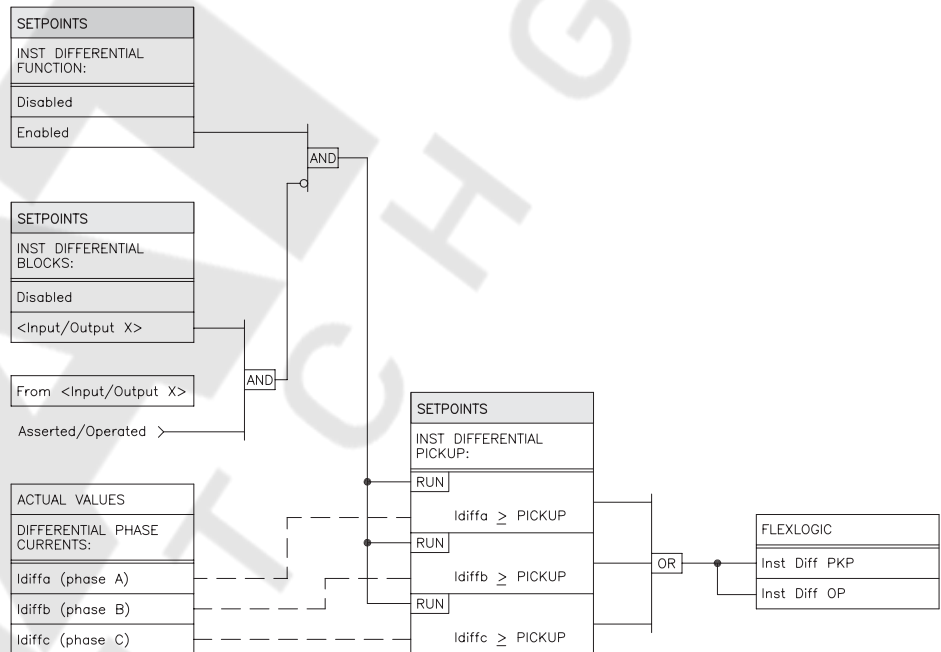 SETPOINTS
INST DIFFERENTIAL
FUNCTION:
Disabled
Enabled
AND
SETPOINTS
INST DIFFERENTIAL
BLOCKS:
Disabled
<Input/Output X>
AND
From <Input/Output X>
Asserted/Operated
SETPOINTS
INST DIFFERENTIAL
PICKUP:
RUN
Idiffa ≥ PICKUP
RUN
Idiffb ≥ PICKUP
RUN
Idiffc ≥ PICKUP
ACTUAL VALUES
DIFFERENTIAL PHASE
CURRENTS:
Idiffa (phase A)
Idiffb (phase B)
Idiffc (phase C)
OR
FLEXLOGIC
Inst Diff PKP
Inst Diff OP